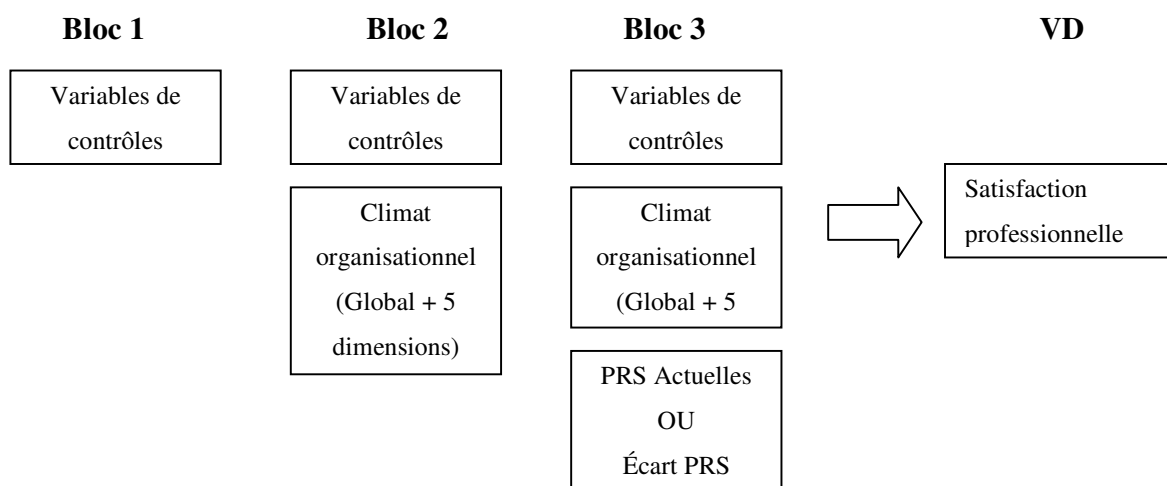 Bloc 1
Bloc 2
Bloc 3
VD
Variables de
contrôles
Variables de
contrôles
Climat
organisationnel
(Global + 5
dimensions)
Variables de
contrôles
Climat
organisationnel
(Global + 5
PRS Actuelles
OU
Écart PRS
Satisfaction
professionnelle